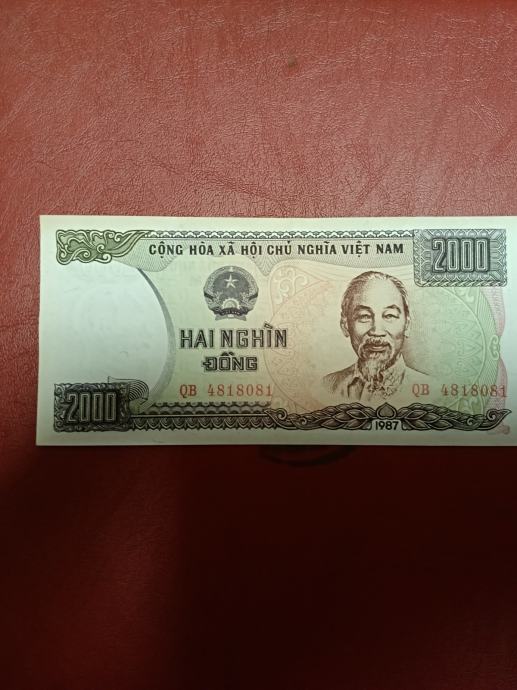 CỘNG HÒA XÃ HỘI CHỦ NGHĨA VIỆT NAM
2000
HAI NGHÌN
ĐỒNG
QB 4818081
QB 4818081
2000
1987